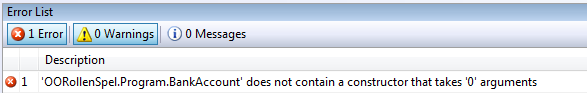 Error List
1 Error 0 Warnings 0 Messages
Description
1 'OORollenSpel.Program.BankAccount' does not contain a constructor that takes '0' arguments